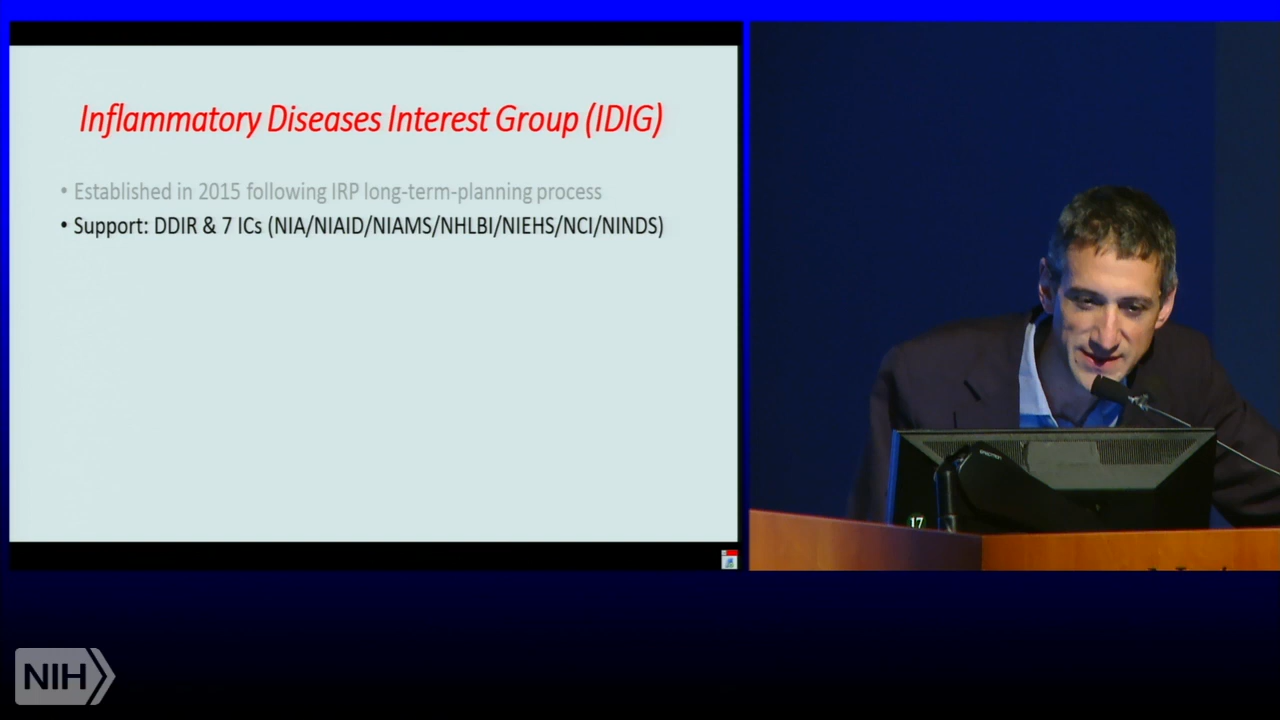 Inflammatory Diseases Interest Group (IDIG)
• Established in 2015 following IRP long-term-planning process
• Support: DDIR & 7 ICs (NIA/NIAID/NIAMS/NHLBI/NIEHS/NCI/NINDS)
17
NIH